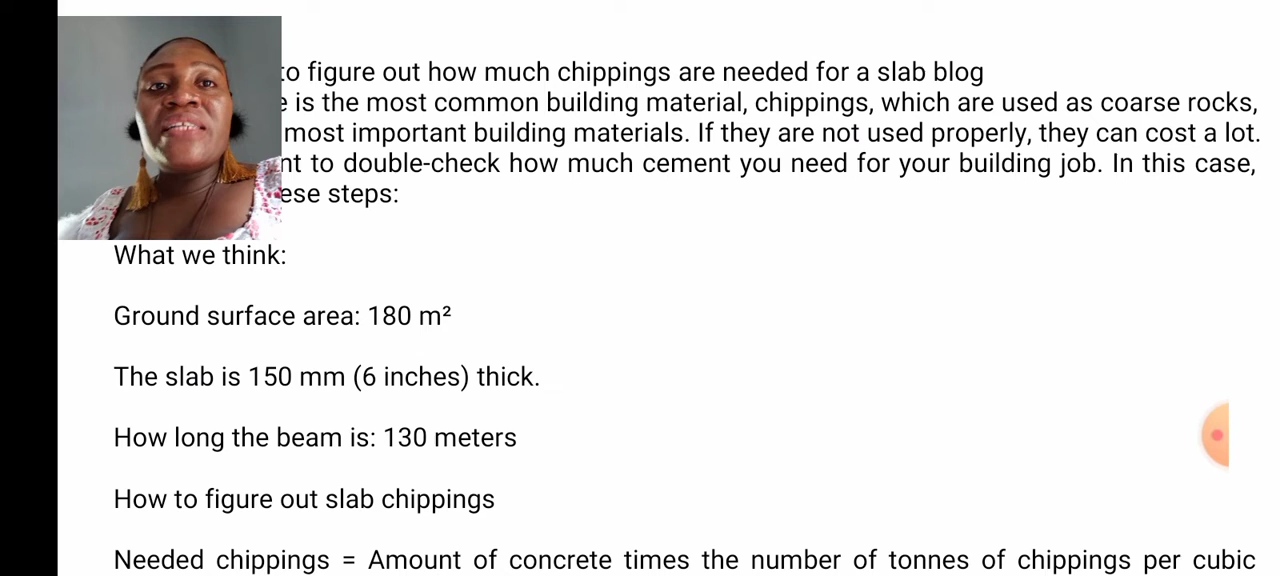 to figure out how much chippings are needed for a slab blog
is the most common building material, chippings, which are used as coarse rocks,
most important building materials. If they are not used properly, they can cost a lot.
to double-check how much cement you need for your building job. In this case,
steps:
What we think:
Ground surface area: 180 m²
The slab is 150 mm (6 inches) thick.
How long the beam is: 130 meters
How to figure out slab chippings
Needed chippings = Amount of concrete times the number of tonnes of chippings per cubic